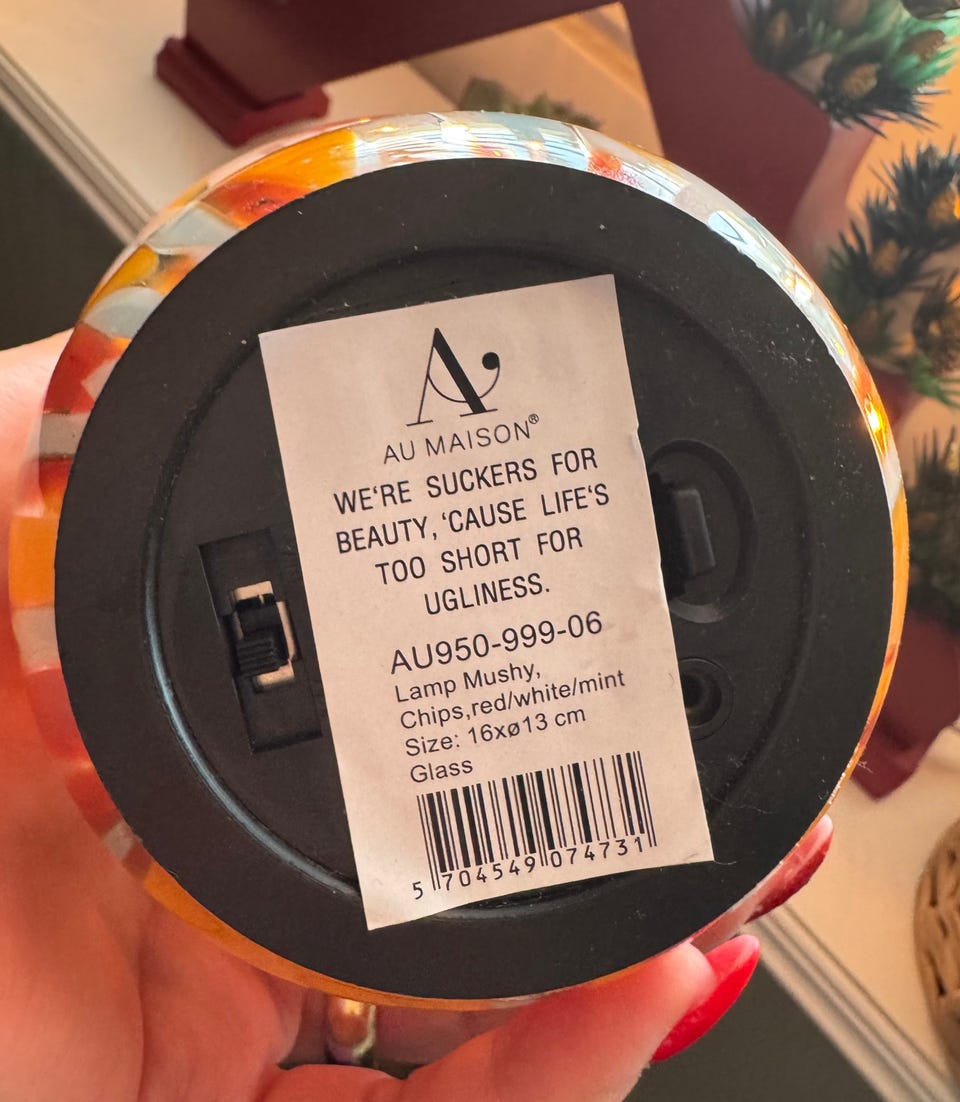 AU MAISON®
WE'RE SUCKERS FOR
BEAUTY, 'CAUSE LIFE'S
TOO SHORT FOR
UGLINESS.
AU950-999-06
Lamp Mushy,
Chips,red/white/mint
Size: 16xø13 cm
Glass
5 704549 074731